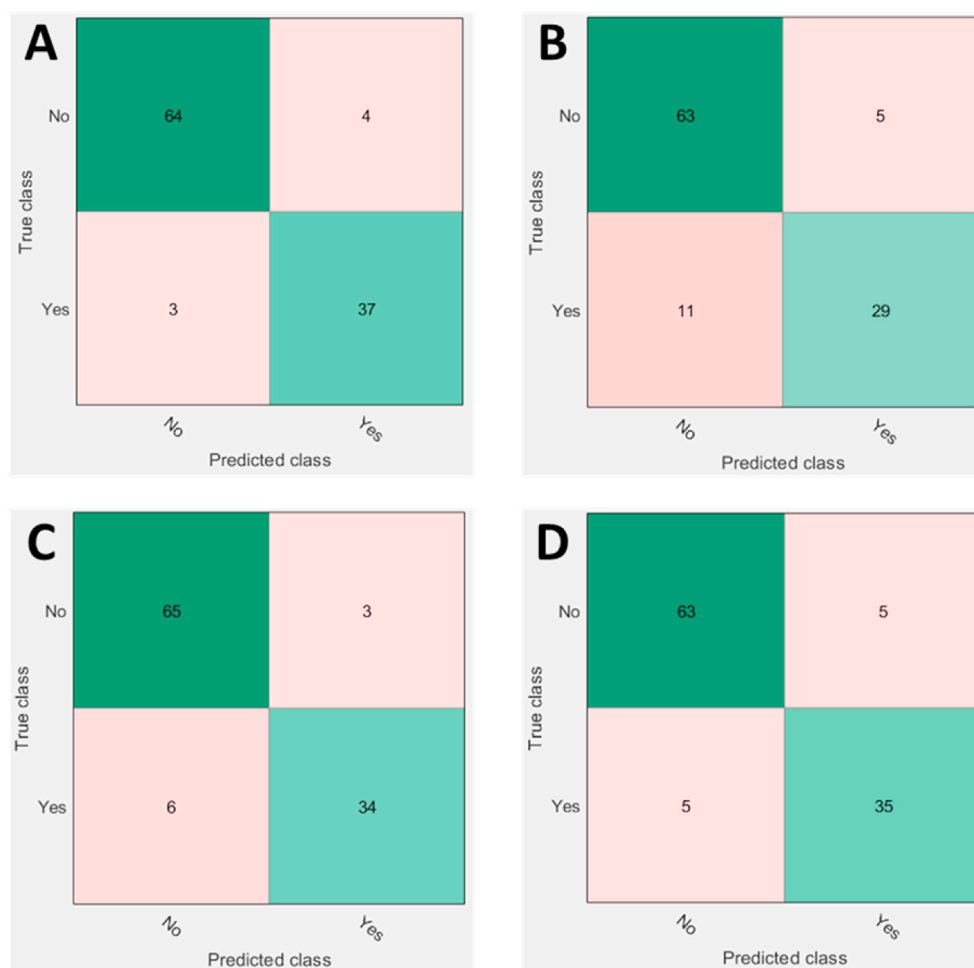 A
True class
No
64
4
Yes
3
37
No
Yes
Predicted class
B
True class
No
63
5
Yes
11
29
No
Yes
Predicted class
C
True class
No
65
3
Yes
6
34
No
Yes
Predicted class
D
True class
No
63
5
Yes
5
35
No
Yes
Predicted class